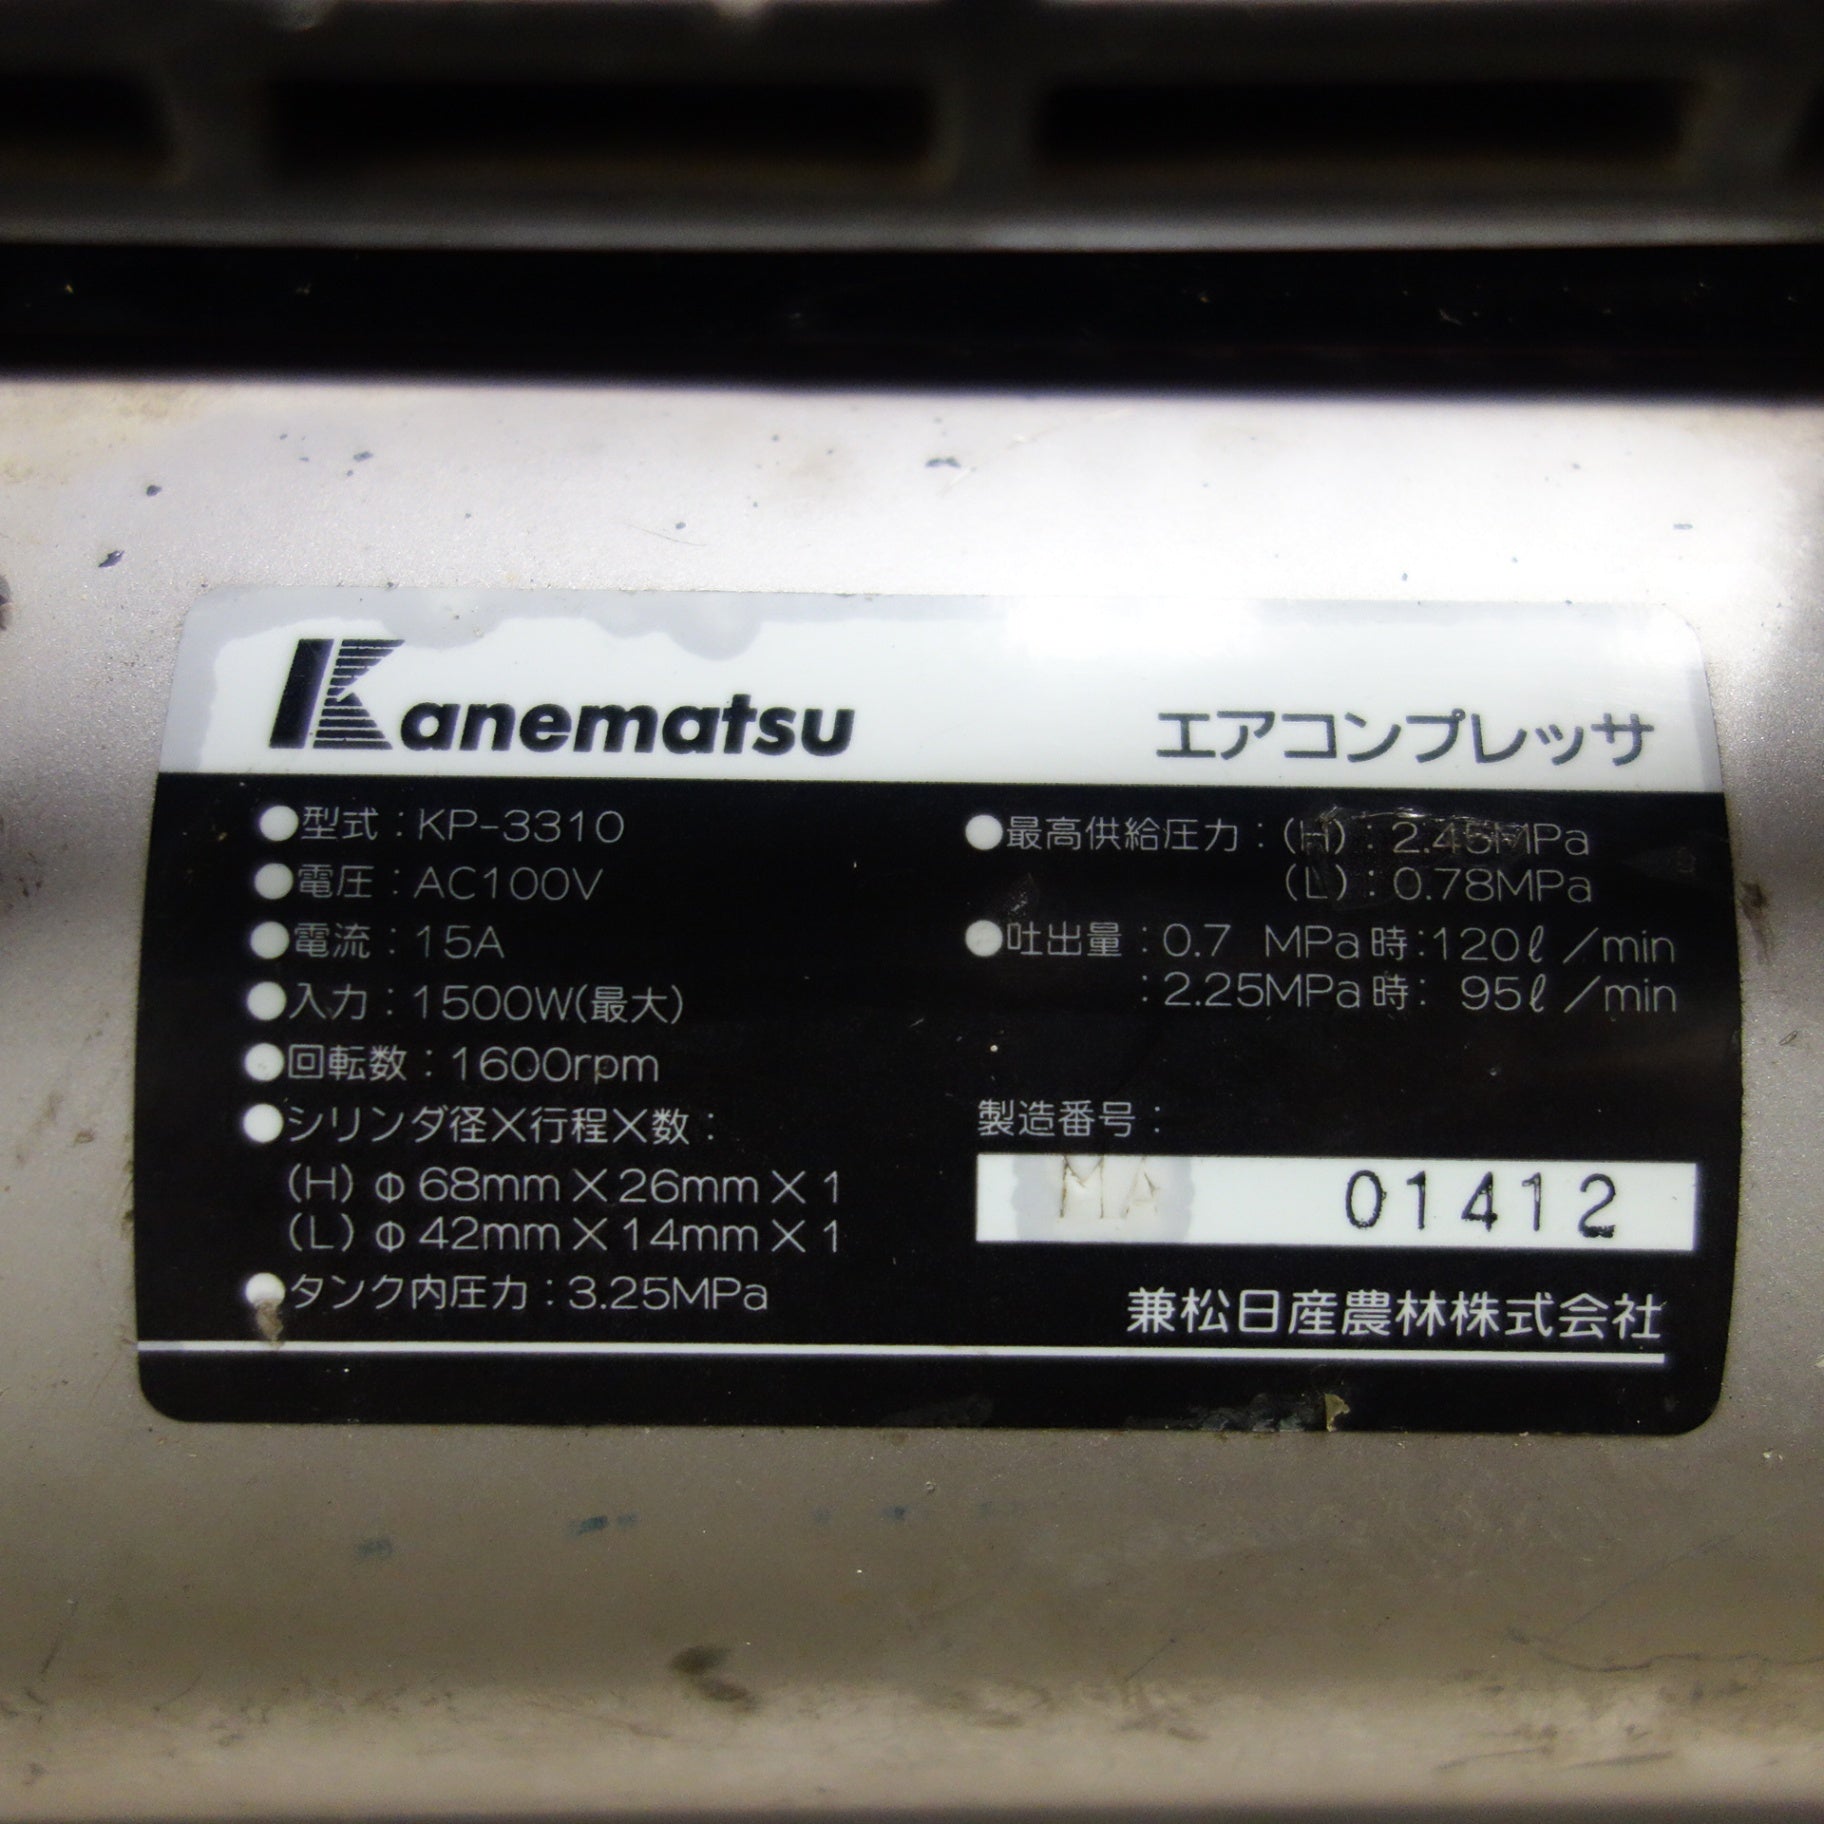 Kanematsu エアコンプレッサ
●型式：KP-3310
●電圧：AC100V
●電流：15A
●入力：1500W(最大)
●回転数：1600rpm
●シリンダ径×行程×数：
(H) φ68mm×26mm×1
(L) φ42mm×14mm×1
●タンク内圧力：3.25MPa
●最高供給圧力：(H)：2.45MPa
(L)：0.78MPa
●吐出量：0.7 MPa時：120ℓ／min
：2.25MPa時： 95ℓ／min
製造番号：
MA 01412
兼松日産農林株式会社